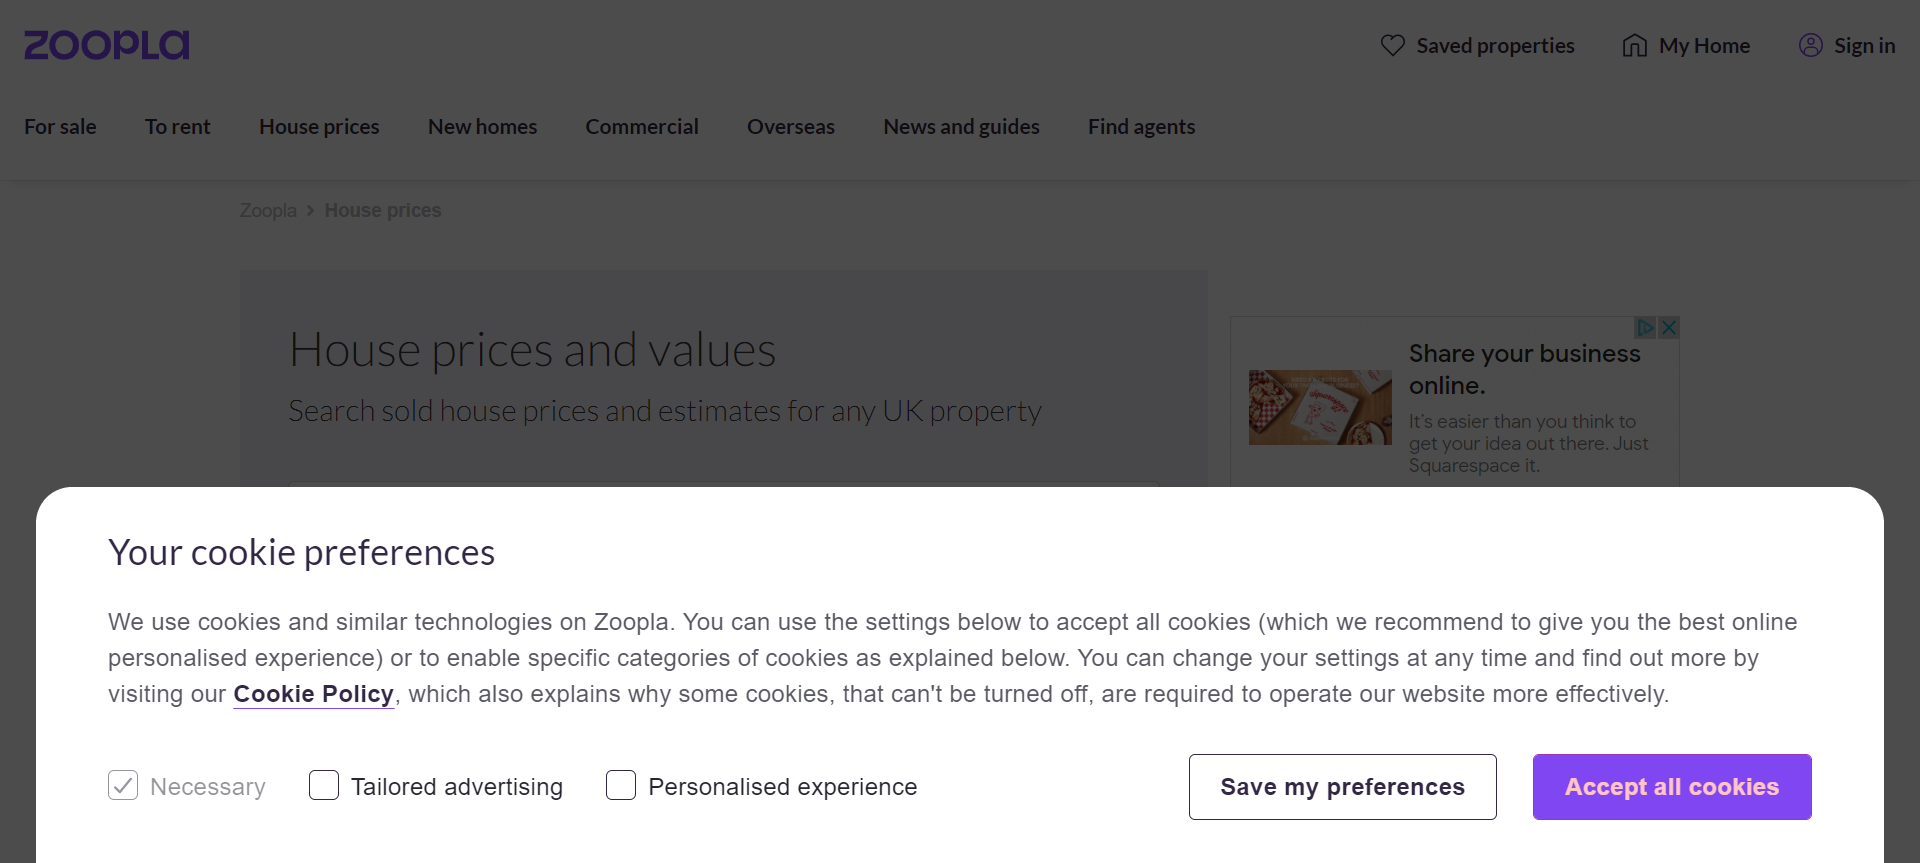 ZOOPLA
Saved properties
My Home
Sign in
For sale
To rent
House prices
New homes
Commercial
Overseas
News and guides
Find agents
Zoopla > House prices
House prices and values
Search sold house prices and estimates for any UK property
Share your business
online.
It's easier than you think to
get your idea out there. Just
Squarespace it.
Your cookie preferences
We use cookies and similar technologies on Zoopla. You can use the settings below to accept all cookies (which we recommend to give you the best online
personalised experience) or to enable specific categories of cookies as explained below. You can change your settings at any time and find out more by
visiting our Cookie Policy, which also explains why some cookies, that can't be turned off, are required to operate our website more effectively.
Necessary
Tailored advertising
Personalised experience
Save my preferences
Accept all cookies